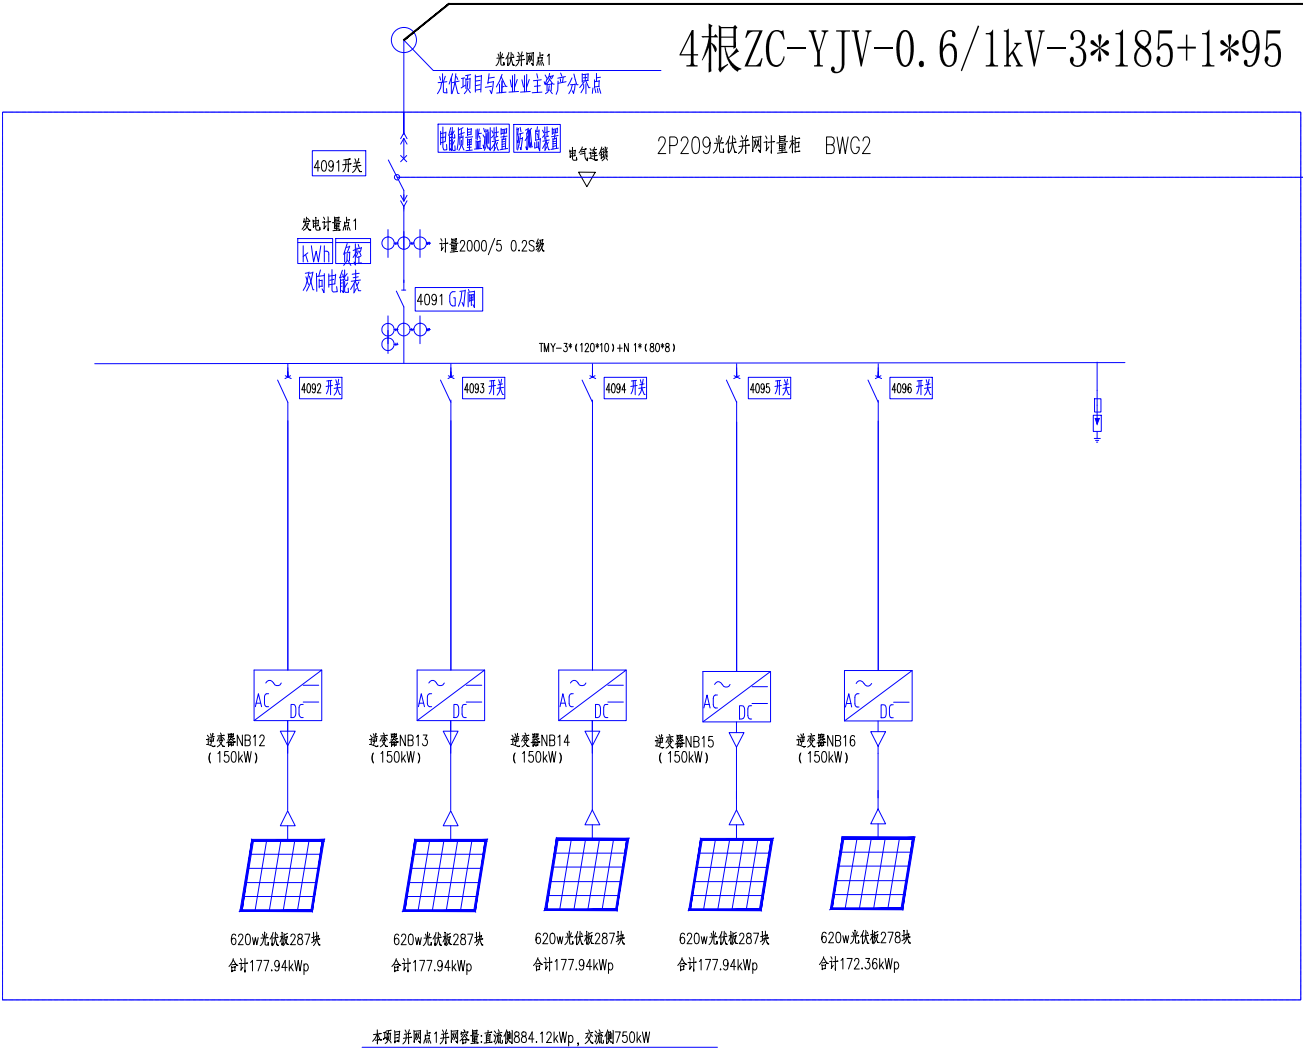 光伏并网点1
4根ZC-YJV-0.6/1kV-3*185+1*95
光伏项目与企业业主资产分界点
电能质量监测装置 防孤岛装置
电气连锁
2P209光伏并网计量柜 BWG2
4091开关
发电计量点1
kWh 负控
计量2000/5 0.2S级
双向电能表
4091 G刀闸
TMY-3*(120*10)+N 1*(80*8)
4092 开关
4093 开关
4094 开关
4095 开关
4096 开关
AC DC
AC DC
AC DC
AC DC
AC DC
逆变器NB12
(150kW)
逆变器NB13
(150kW)
逆变器NB14
(150kW)
逆变器NB15
(150kW)
逆变器NB16
(150kW)
620w光伏板287块
合计177.94kWp
620w光伏板287块
合计177.94kWp
620w光伏板287块
合计177.94kWp
620w光伏板287块
合计177.94kWp
620w光伏板278块
合计172.36kWp
本项目并网点1并网容量:直流侧884.12kWp, 交流侧750kW